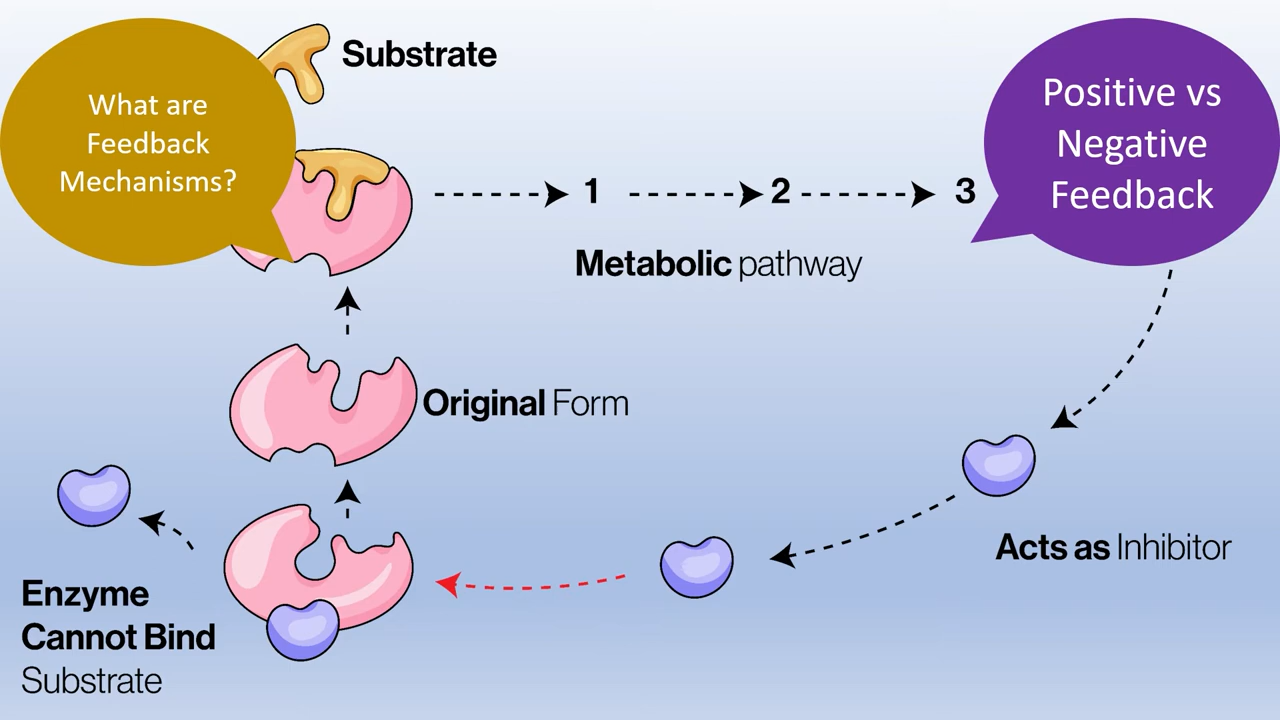 Substrate
What are
Feedback
Mechanisms?
Positive vs
Negative
Feedback
1
2
3
Metabolic pathway
Original Form
Acts as Inhibitor
Enzyme
Cannot Bind
Substrate